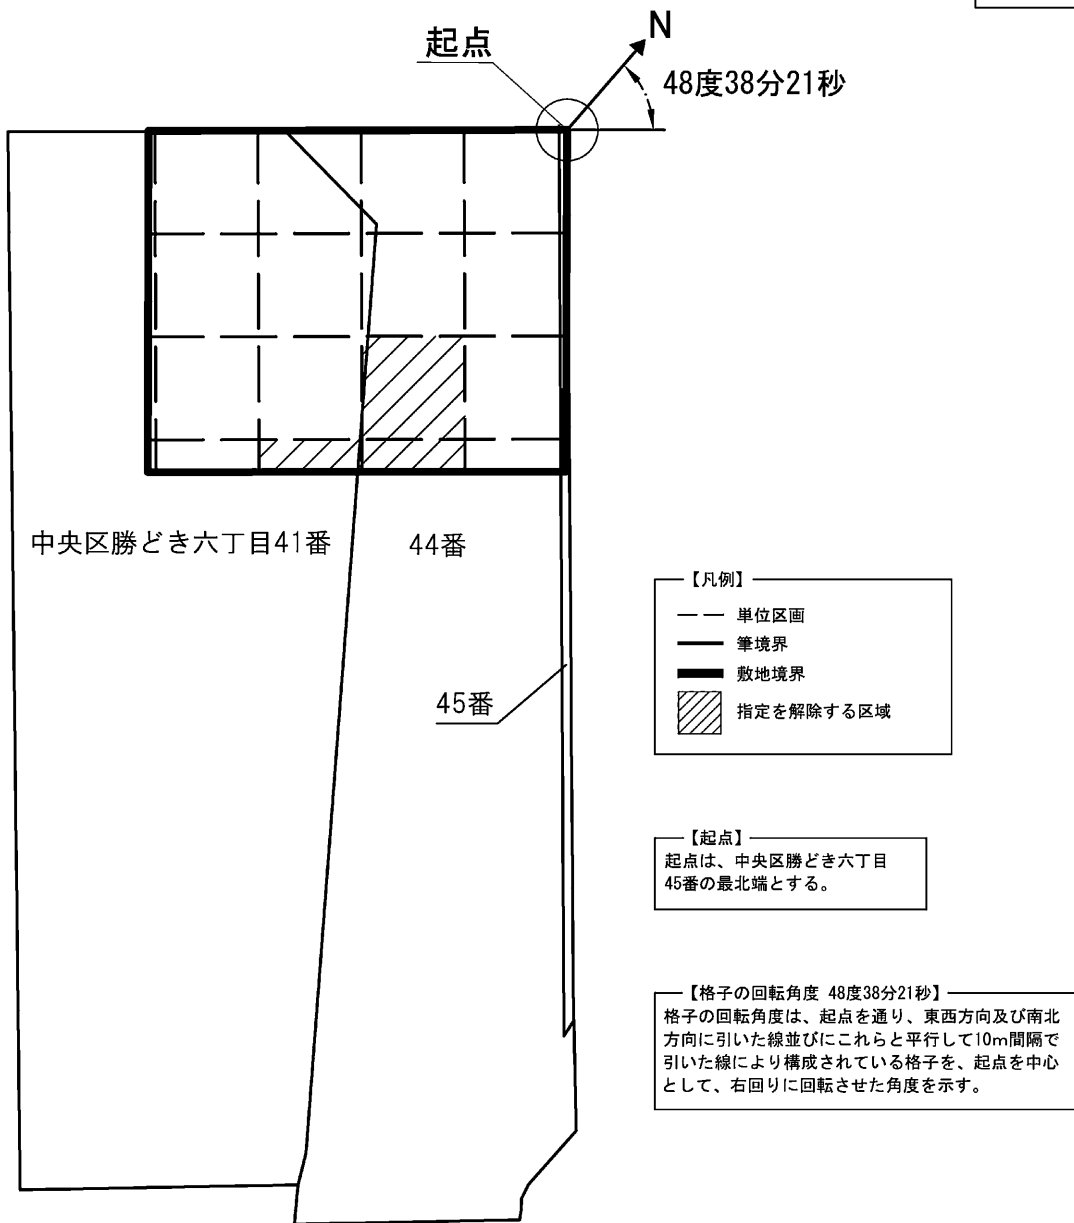 N
起点
48度38分21秒
中央区勝どき六丁目41番
44番
45番
【凡例】
単位区画
筆境界
敷地境界
指定を解除する区域
【起点】
起点は、中央区勝どき六丁目
45番の最北端とする。
【格子の回転角度 48度38分21秒】
格子の回転角度は、起点を通り、東西方向及び南北
方向に引いた線並びにこれらと平行して10m間隔で
引いた線により構成されている格子を、起点を中心
として、右回りに回転させた角度を示す。